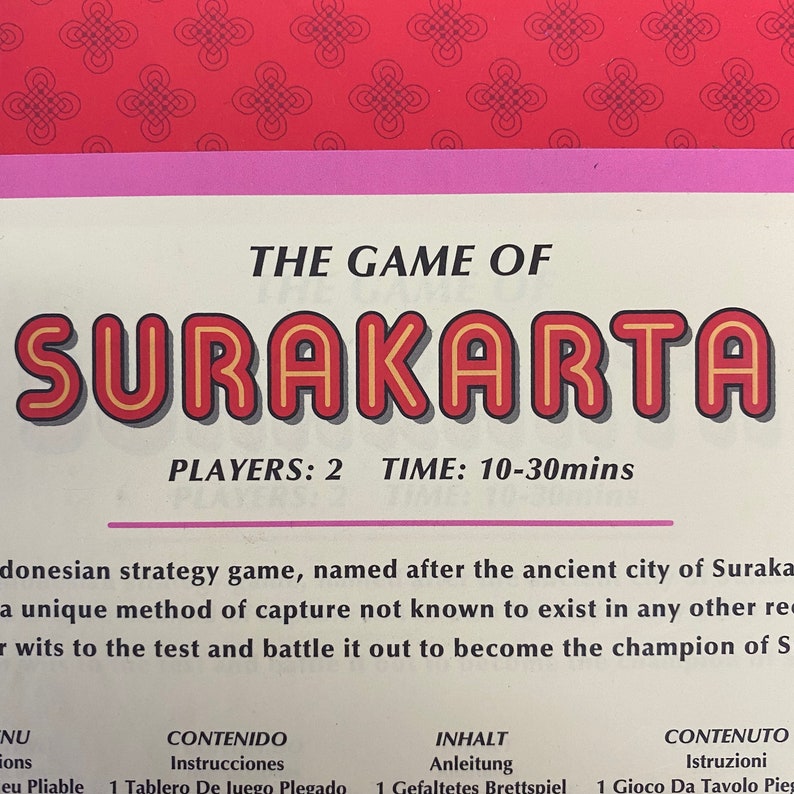 THE GAME OF
SURAKARTA
PLAYERS: 2 TIME: 10-30mins
donesian strategy game, named after the ancient city of Suraka
a unique method of capture not known to exist in any other re
r wits to the test and battle it out to become the champion of S
NU CONTENIDO INHALT CONTENUTO
ions Instrucciones Anleitung Istruzioni
eu Pliable 1 Tablero De Juego Plegado 1 Gefaltetes Brettspiel 1 Gioco Da Tavolo Pieg